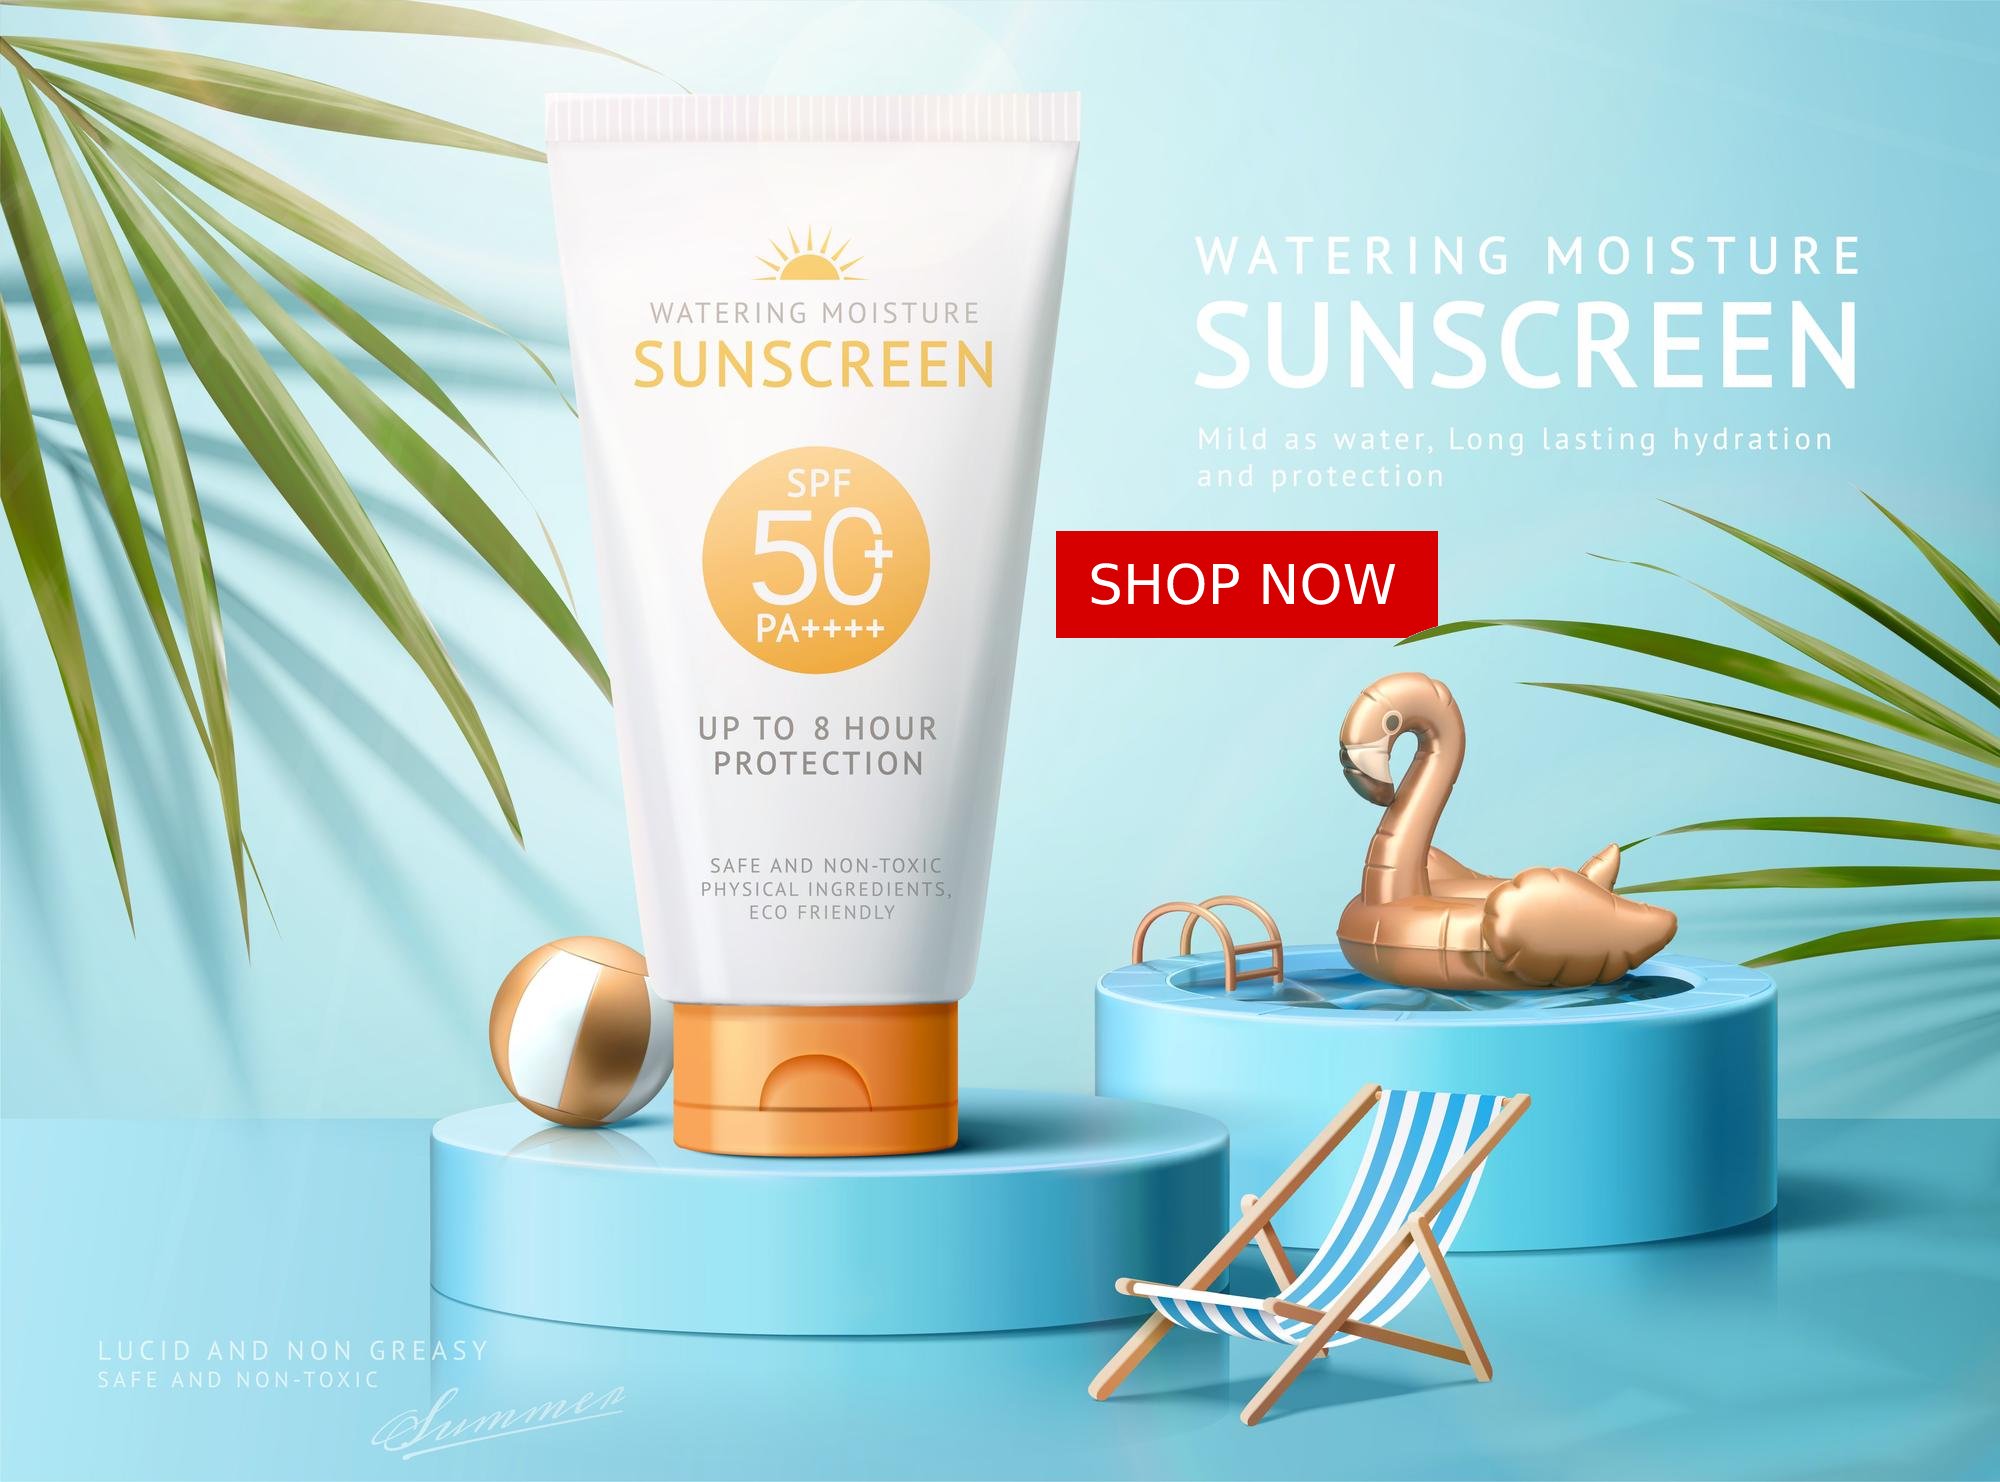 WATERING MOISTURE
SUNSCREEN
SPF
50+
PA++++
UP TO 8 HOUR
PROTECTION
SAFE AND NON-TOXIC
PHYSICAL INGREDIENTS,
ECO FRIENDLY
WATERING MOISTURE
SUNSCREEN
Mild as water, Long lasting hydration
and protection
SHOP NOW
LUCID AND NON GREASY
SAFE AND NON-TOXIC
Summer